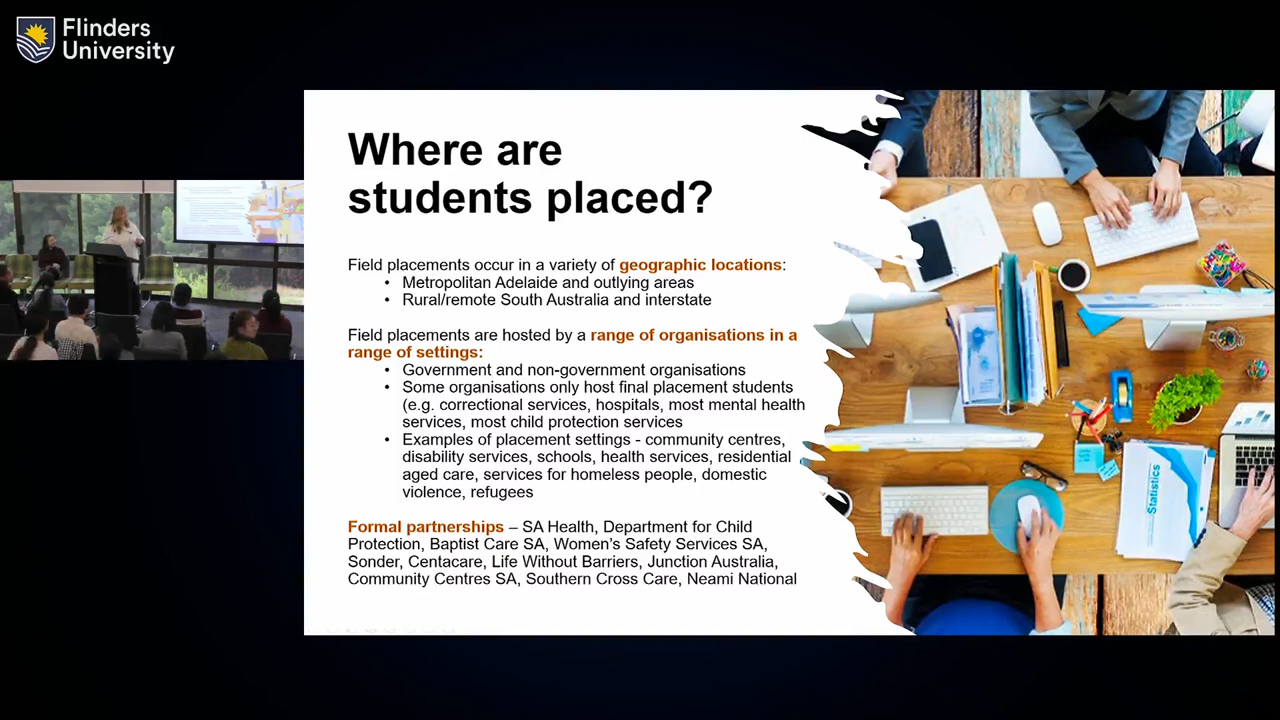 Flinders
University
Where are
students placed?
Field placements occur in a variety of geographic locations:
• Metropolitan Adelaide and outlying areas
• Rural/remote South Australia and interstate
Field placements are hosted by a range of organisations in a
range of settings:
• Government and non-government organisations
• Some organisations only host final placement students
(e.g. correctional services, hospitals, most mental health
services, most child protection services
• Examples of placement settings - community centres,
disability services, schools, health services, residential
aged care, services for homeless people, domestic
violence, refugees
Formal partnerships – SA Health, Department for Child
Protection, Baptist Care SA, Women's Safety Services SA,
Sonder, Centacare, Life Without Barriers, Junction Australia,
Community Centres SA, Southern Cross Care, Neami National
Statistics